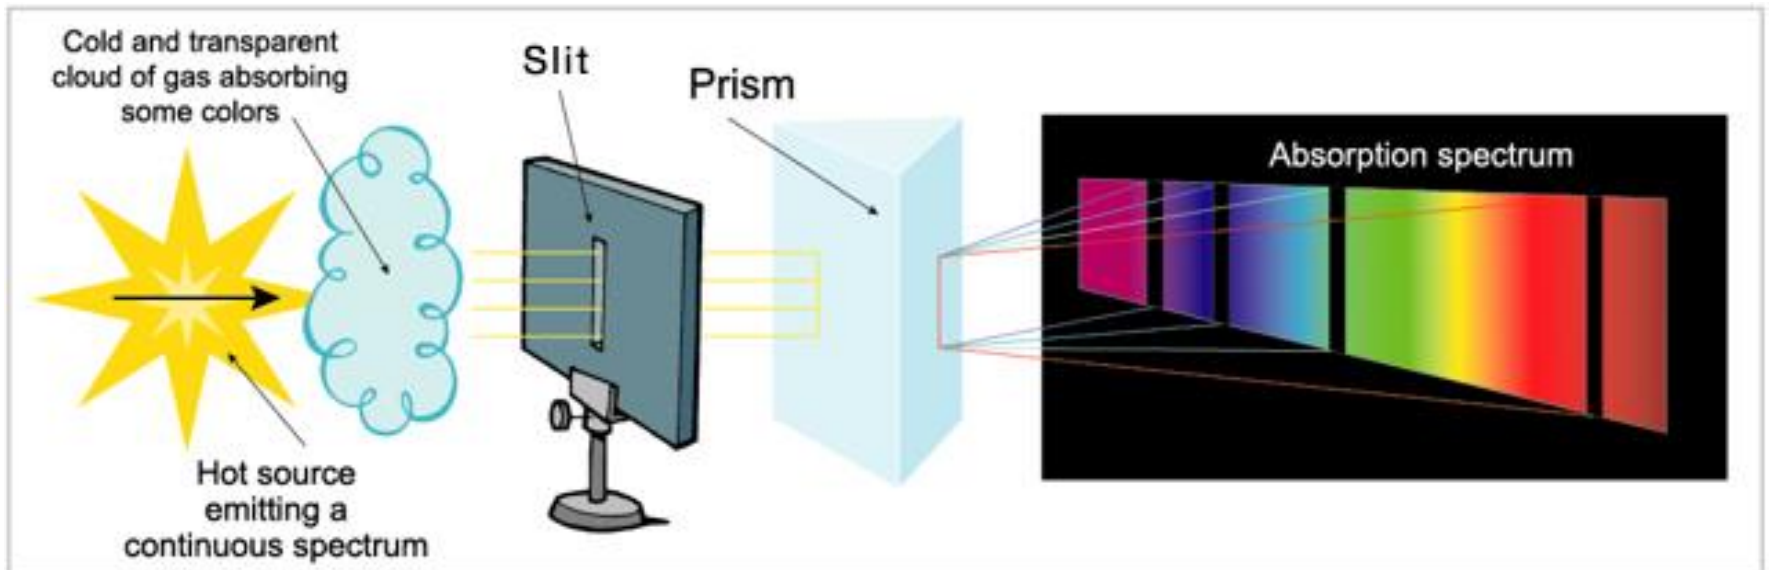 Cold and transparent
cloud of gas absorbing
some colors
Slit
Prism
Absorption spectrum
Hot source
emitting a
continuous spectrum